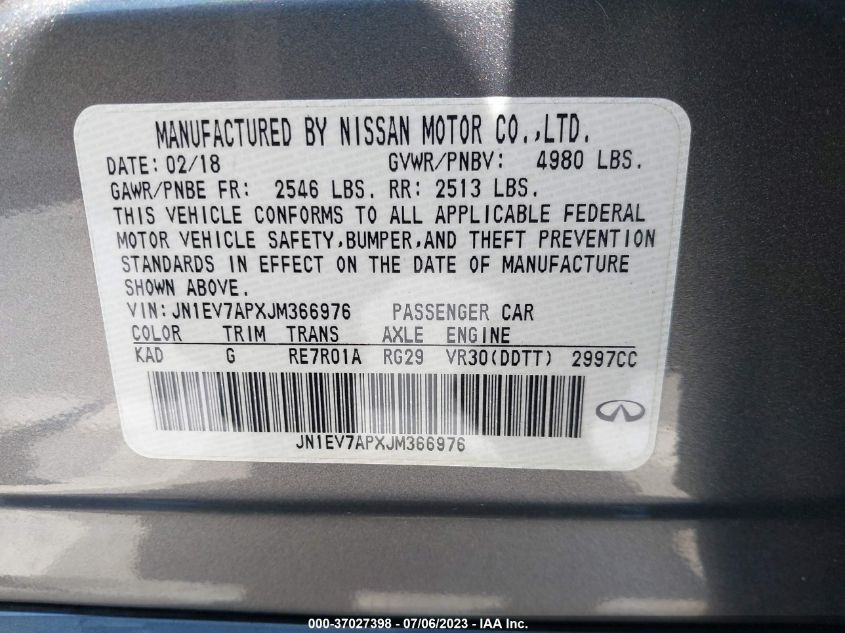 MANUFACTURED BY NISSAN MOTOR CO.,LTD.
DATE: 02/18 GVWR/PNBV: 4980 LBS.
GAWR/PNBE FR: 2546 LBS. RR: 2513 LBS.
THIS VEHICLE CONFORMS TO ALL APPLICABLE FEDERAL
MOTOR VEHICLE SAFETY,BUMPER,AND THEFT PREVENTION
STANDARDS IN EFFECT ON THE DATE OF MANUFACTURE
SHOWN ABOVE.
VIN: JN1EV7APXJM366976 PASSENGER CAR
COLOR TRIM TRANS AXLE ENGINE
KAD G RE7R01A RG29 VR30(DDTT) 2997CC
JN1EV7APXJM366976
000-37027398 - 07/06/2023 - © IAA Inc.